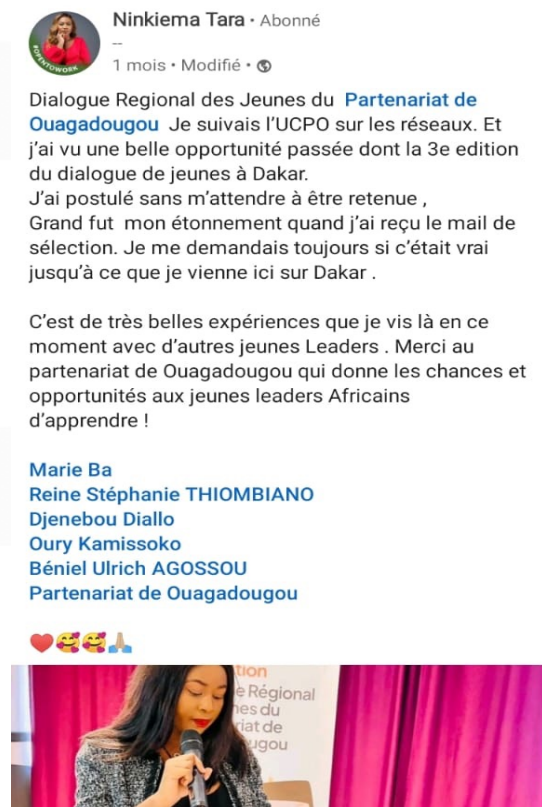 Ninkiema Tara • Abonné
--
1 mois • Modifié •
#OPENTOWORK
Dialogue Regional des Jeunes du Partenariat de
Ouagadougou Je suivais l'UCPO sur les réseaux. Et
j'ai vu une belle opportunité passée dont la 3e edition
du dialogue de jeunes à Dakar.
J'ai postulé sans m'attendre à être retenue ,
Grand fut mon étonnement quand j'ai reçu le mail de
sélection. Je me demandais toujours si c'était vrai
jusqu'à ce que je vienne ici sur Dakar .
C'est de très belles expériences que je vis là en ce
moment avec d'autres jeunes Leaders . Merci au
partenariat de Ouagadougou qui donne les chances et
opportunités aux jeunes leaders Africains
d'apprendre !
Marie Ba
Reine Stéphanie THIOMBIANO
Djenebou Diallo
Oury Kamissoko
Béniel Ulrich AGOSSOU
Partenariat de Ouagadougou
♥️🥰🥰🙏🏽
tion
e Régional
nes du
riat de
ugou